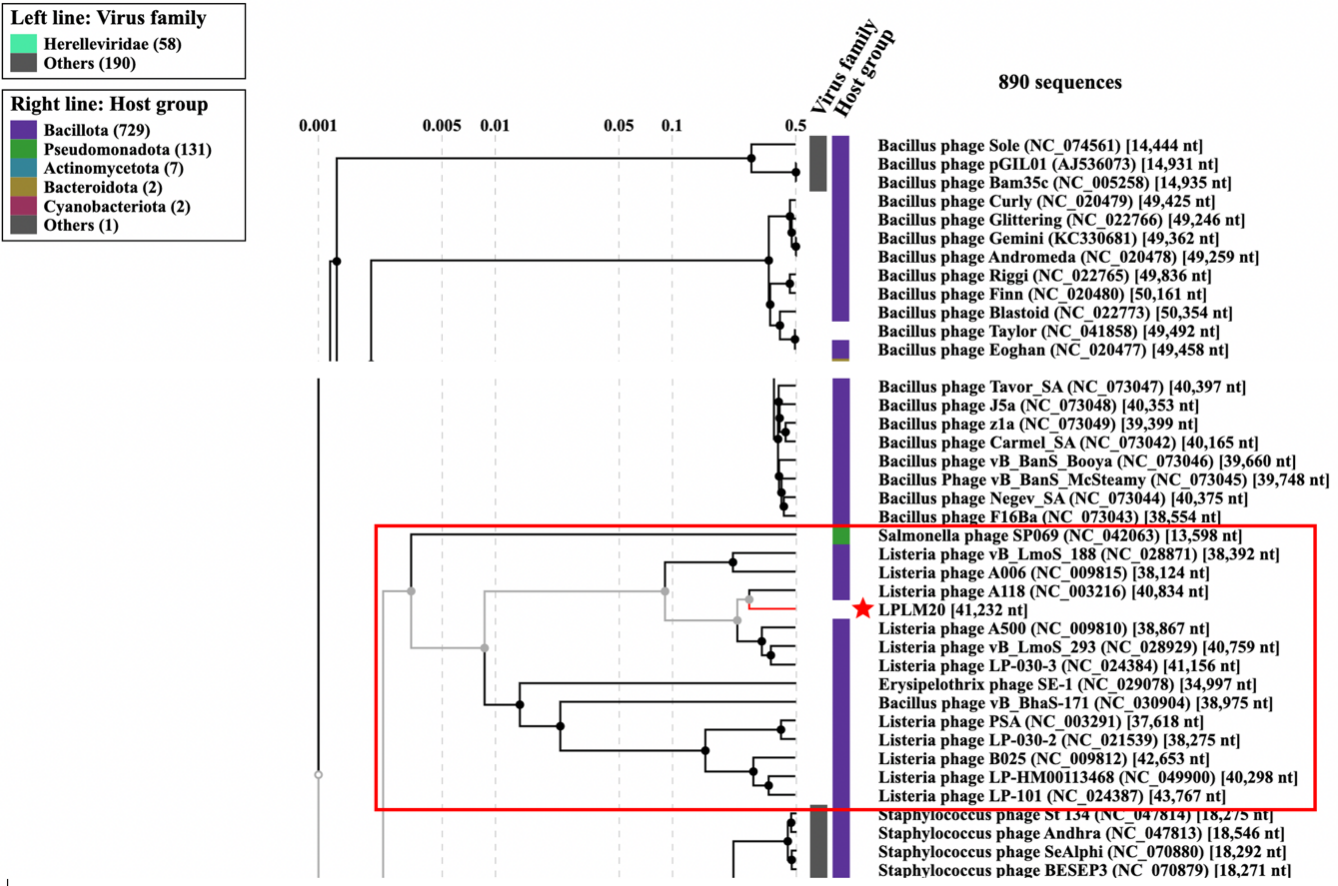 Left line: Virus family
Herelleviridae (58)
Others (190)
Right line: Host group
Bacillota (729)
Pseudomonadota (131)
Actinomycetota (7)
Bacteroidota (2)
Cyanobacteriota (2)
Others (1)
Virus family
Host group
890 sequences
0.001 0.005 0.01 0.05 0.1 0.5
Bacillus phage Sole (NC_074561) [14,444 nt]
Bacillus phage pGIL01 (AJ536073) [14,931 nt]
Bacillus phage Bam35c (NC_005258) [14,935 nt]
Bacillus phage Curly (NC_020479) [49,425 nt]
Bacillus phage Glittering (NC_022766) [49,246 nt]
Bacillus phage Gemini (KC330681) [49,362 nt]
Bacillus phage Andromeda (NC_020478) [49,259 nt]
Bacillus phage Riggi (NC_022765) [49,836 nt]
Bacillus phage Finn (NC_020480) [50,161 nt]
Bacillus phage Blastoid (NC_022773) [50,354 nt]
Bacillus phage Taylor (NC_041858) [49,492 nt]
Bacillus phage Eoghan (NC_020477) [49,458 nt]
Bacillus phage Tavor_SA (NC_073047) [40,397 nt]
Bacillus phage J5a (NC_073048) [40,353 nt]
Bacillus phage z1a (NC_073049) [39,399 nt]
Bacillus phage Carmel_SA (NC_073042) [40,165 nt]
Bacillus phage vB_BanS_Booya (NC_073046) [39,660 nt]
Bacillus Phage vB_BanS_McSteamy (NC_073045) [39,748 nt]
Bacillus phage Negev_SA (NC_073044) [40,375 nt]
Bacillus phage F16Ba (NC_073043) [38,554 nt]
Salmonella phage SP069 (NC_042063) [13,598 nt]
Listeria phage vB_LmoS_188 (NC_028871) [38,392 nt]
Listeria phage A006 (NC_009815) [38,124 nt]
Listeria phage A118 (NC_003216) [40,834 nt]
LPLM20 [41,232 nt]
Listeria phage A500 (NC_009810) [38,867 nt]
Listeria phage vB_LmoS_293 (NC_028929) [40,759 nt]
Listeria phage LP-030-3 (NC_024384) [41,156 nt]
Erysipelothrix phage SE-1 (NC_029078) [34,997 nt]
Bacillus phage vB_BhaS-171 (NC_030904) [38,975 nt]
Listeria phage PSA (NC_003291) [37,618 nt]
Listeria phage LP-030-2 (NC_021539) [38,275 nt]
Listeria phage B025 (NC_009812) [42,653 nt]
Listeria phage LP-HM00113468 (NC_049900) [40,298 nt]
Listeria phage LP-101 (NC_024387) [43,767 nt]
Staphylococcus phage St 134 (NC_047814) [18,275 nt]
Staphylococcus phage Andhra (NC_047813) [18,546 nt]
Staphylococcus phage SeAlphi (NC_070880) [18,292 nt]
Staphylococcus phage BESEP3 (NC_070879) [18,271 nt]